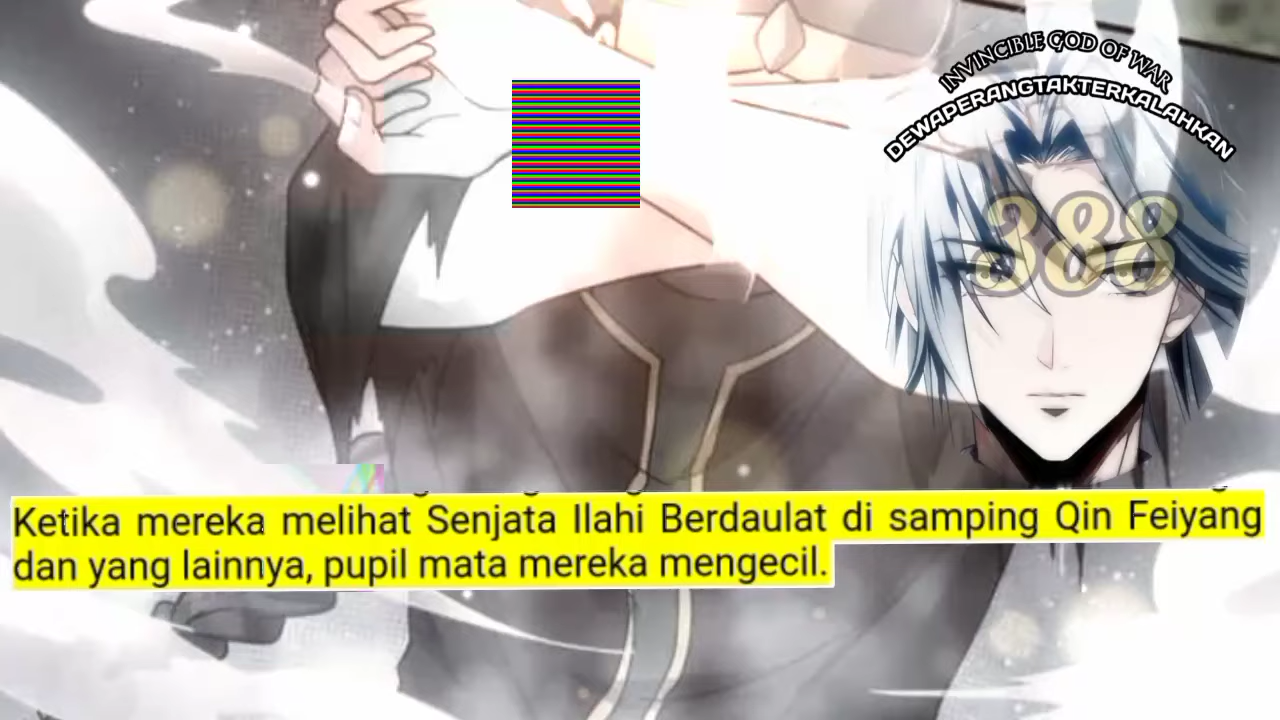 INVINCIBLE GOD OF WAR
DEWAPERANGTAKTERKALAHKAN
388
Ketika mereka melihat Senjata Ilahi Berdaulat di samping Qin Feiyang
dan yang lainnya, pupil mata mereka mengecil.